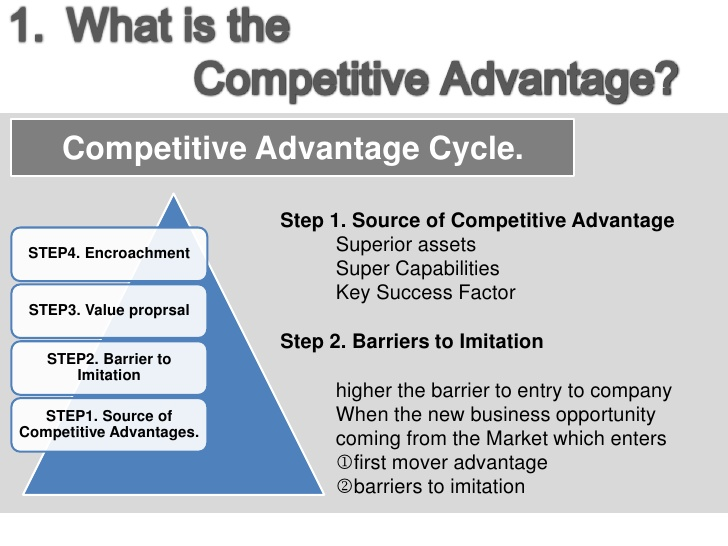 1. What is the
Competitive Advantage?
Competitive Advantage Cycle.
STEP4. Encroachment
STEP3. Value proprsal
STEP2. Barrier to
Imitation
STEP1. Source of
Competitive Advantages.
Step 1. Source of Competitive Advantage
Superior assets
Super Capabilities
Key Success Factor
Step 2. Barriers to Imitation
higher the barrier to entry to company
When the new business opportunity
coming from the Market which enters
①first mover advantage
②barriers to imitation